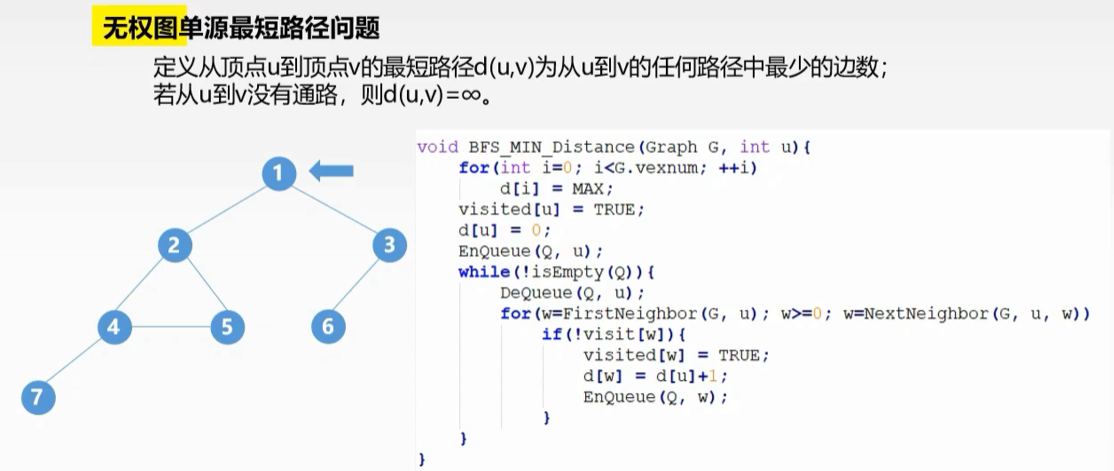 无权图单源最短路径问题
定义从顶点u到顶点v的最短路径d(u,v)为从u到v的任何路径中最少的边数；
若从u到v没有通路，则d(u,v)=∞。
1
2
3
4
5
6
7
void BFS_MIN_Distance(Graph G, int u){
    for(int i=0; i<G.vexnum; ++i)
        d[i] = MAX;
    visited[u] = TRUE;
    d[u] = 0;
    EnQueue(Q, u);
    while(!isEmpty(Q)){
        DeQueue(Q, u);
        for(w=FirstNeighbor(G, u); w>=0; w=NextNeighbor(G, u, w))
            if(!visit[w]){
                visited[w] = TRUE;
                d[w] = d[u]+1;
                EnQueue(Q, w);
            }
    }
}